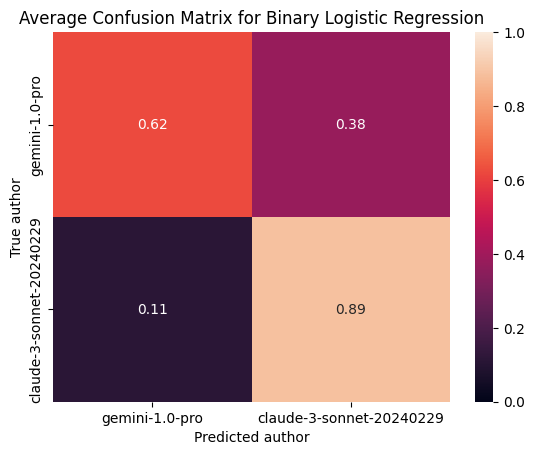 Average Confusion Matrix for Binary Logistic Regression
True author
gemini-1.0-pro
claude-3-sonnet-20240229
0.62
0.38
0.11
0.89
gemini-1.0-pro
claude-3-sonnet-20240229
Predicted author
1.0
0.8
0.6
0.4
0.2
0.0